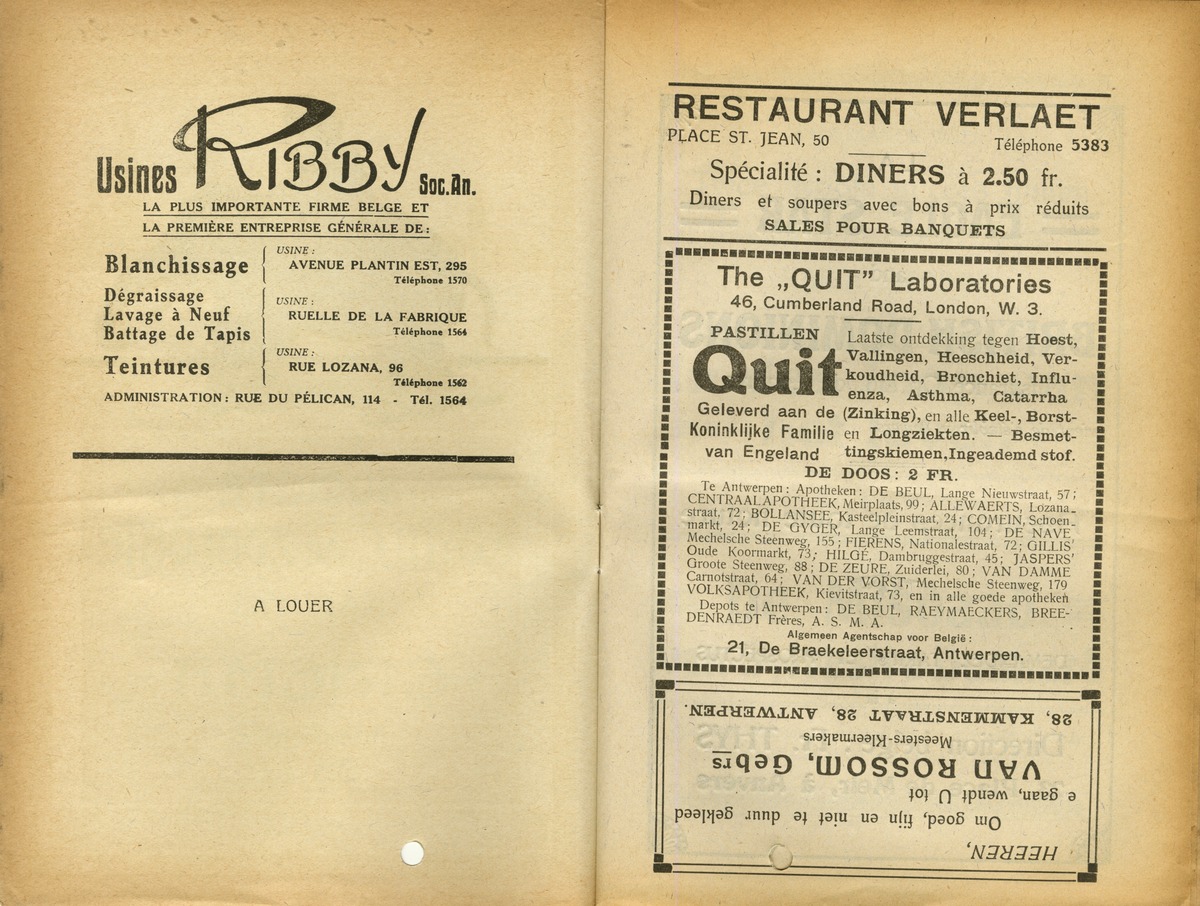 Usines RIBBY Soc.An.
LA PLUS IMPORTANTE FIRME BELGE ET
LA PREMIÈRE ENTREPRISE GÉNÉRALE DE:
Blanchissage
USINE :
AVENUE PLANTIN EST, 295
Téléphone 1570
Dégraissage
Lavage à Neuf
Battage de Tapis
USINE :
RUELLE DE LA FABRIQUE
Téléphone 1564
Teintures
USINE :
RUE LOZANA, 96
Téléphone 1562
ADMINISTRATION : RUE DU PÉLICAN, 114 - Tél. 1564
A LOUER
RESTAURANT VERLAET
PLACE ST. JEAN, 50 Téléphone 5383
Spécialité : DINERS à 2.50 fr.
Diners et soupers avec bons à prix réduits
SALES POUR BANQUETS
The „QUIT” Laboratories
46, Cumberland Road, London, W. 3.
PASTILLEN
Quit
Geleverd aan de
Koninklijke Familie
van Engeland
Laatste ontdekking tegen Hoest,
Vallingen, Heeschheid, Ver-
koudheid, Bronchiet, Influ-
enza, Asthma, Catarrha
(Zinking), en alle Keel-, Borst-
en Longziekten. — Besmet-
tingskiemen, Ingeademd stof.
DE DOOS : 2 FR.
Te Antwerpen : Apotheken : DE BEUL, Lange Nieuwstraat, 57 ;
CENTRAALAPOTHEEK, Meirplaats, 99 ; ALLEWAERTS, Lozana-
straat, 72 ; BOLLANSEE, Kasteelpleinstraat, 24 ; COMEIN, Schoen-
markt, 24 ; DE GYGER, Lange Leemstraat, 104 ; DE NAVE
Mechelsche Steenweg, 155 ; FIERENS, Nationalestraat, 72 ; GILLIS'
Oude Koormarkt, 73 ; HILGÉ, Dambruggestraat, 45 ; JASPERS'
Groote Steenweg, 88 ; DE ZEURE, Zuiderlei, 80 ; VAN DAMME
Carnotstraat, 64 ; VAN DER VORST, Mechelsche Steenweg, 179
VOLKSAPOTHEEK, Kievitstraat, 73, en in alle goede apotheken
Depots te Antwerpen : DE BEUL, RAEYMAECKERS, BREE-
DENRAEDT Frères, A. S. M. A.
Algemeen Agentschap voor België :
21, De Braekeleerstraat, Antwerpen.
HEEREN,
Om goed, fijn en niet te duur gekleed
e gaan, wendt U tot
VAN ROSSOM, Gebrs
Meesters-Kleermakers
28, KAMMENSTRAAT 28, ANTWERPEN.